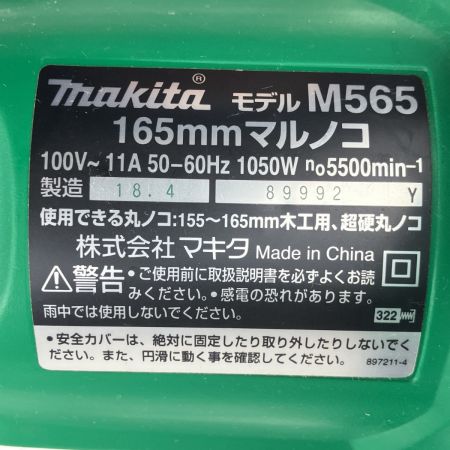 makita® モデル M565
165mmマルノコ
100V～ 11A 50-60Hz 1050W n₀5500min⁻¹
製造 18.4 89992 Y
使用できる丸ノコ:155～165mm木工用、超硬丸ノコ
株式会社マキタ Made in China
⚠警告 ・ご使用前に取扱説明書を必ずよくお読
みください。・感電の恐れがあります。
雨中では使用しないでください。
322
・安全カバーは、絶対に固定したり取り外したりしないでく
ださい。また、円滑に動く事を確認してください。
897211-4